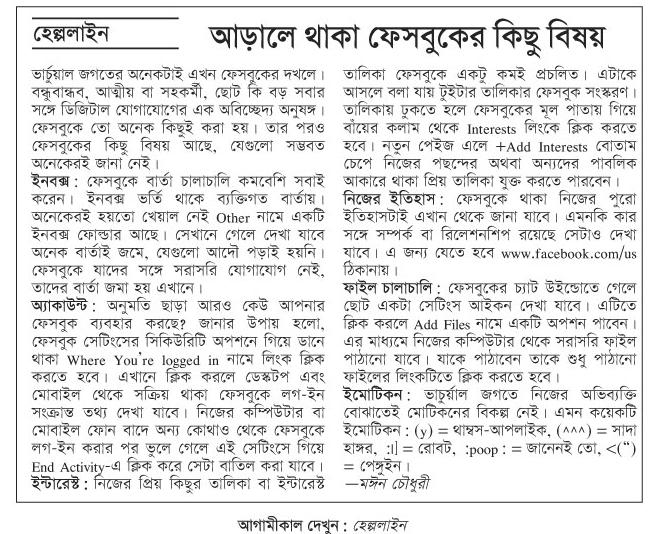 হেল্পলাইন
আড়ালে থাকা ফেসবুকের কিছু বিষয়
ভার্চুয়াল জগতের অনেকটাই এখন ফেসবুকের দখলে।
বন্ধুবান্ধব, আত্মীয় বা সহকর্মী, ছোট কি বড় সবার
সঙ্গে ডিজিটাল যোগাযোগের এক অবিচ্ছেদ্য অনুষঙ্গ।
ফেসবুকে তো অনেক কিছুই করা হয়। তার পরও
ফেসবুকের কিছু বিষয় আছে, যেগুলো সম্ভবত
অনেকেরই জানা নেই।
ইনবক্স : ফেসবুকে বার্তা চালাচালি কমবেশি সবাই
করেন। ইনবক্স ভর্তি থাকে ব্যক্তিগত বার্তায়।
অনেকেরই হয়তো খেয়াল নেই Other নামে একটি
ইনবক্স ফোল্ডার আছে। সেখানে গেলে দেখা যাবে
অনেক বার্তাই জমে, যেগুলো আদৌ পড়াই হয়নি।
ফেসবুকে যাদের সঙ্গে সরাসরি যোগাযোগ নেই,
তাদের বার্তা জমা হয় এখানে।
অ্যাকাউন্ট : অনুমতি ছাড়া আরও কেউ আপনার
ফেসবুক ব্যবহার করছে? জানার উপায় হলো,
ফেসবুক সেটিংসের সিকিউরিটি অপশনে গিয়ে ডানে
থাকা Where You're logged in নামে লিংক ক্লিক
করতে হবে। এখানে ক্লিক করলে ডেস্কটপ এবং
মোবাইল থেকে সক্রিয় থাকা ফেসবুকে লগ-ইন
সংক্রান্ত তথ্য দেখা যাবে। নিজের কম্পিউটার বা
মোবাইল ফোন বাদে অন্য কোথাও থেকে ফেসবুকে
লগ-ইন করার পর ভুলে গেলে এই সেটিংসে গিয়ে
End Activity-এ ক্লিক করে সেটা বাতিল করা যাবে।
ইন্টারেস্ট : নিজের প্রিয় কিছুর তালিকা বা ইন্টারেস্ট
তালিকা ফেসবুকে একটু কমই প্রচলিত। এটাকে
আসলে বলা যায় টুইটার তালিকার ফেসবুক সংস্করণ।
তালিকায় ঢুকতে হলে ফেসবুকের মূল পাতায় গিয়ে
বাঁয়ের কলাম থেকে Interests লিংকে ক্লিক করতে
হবে। নতুন পেইজ এলে +Add Interests বোতাম
চেপে নিজের পছন্দের অথবা অন্যদের পাবলিক
আকারে থাকা প্রিয় তালিকা যুক্ত করতে পারবেন।
নিজের ইতিহাস : ফেসবুকে থাকা নিজের পুরো
ইতিহাসটাই এখান থেকে জানা যাবে। এমনকি কার
সঙ্গে সম্পর্ক বা রিলেশনশিপ রয়েছে সেটাও দেখা
যাবে। এ জন্য যেতে হবে www.facebook.com/us
ঠিকানায়।
ফাইল চালাচালি : ফেসবুকের চ্যাট উইন্ডোতে গেলে
ছোট একটা সেটিংস আইকন দেখা যাবে। এটিতে
ক্লিক করলে Add Files নামে একটি অপশন পাবেন।
এর মাধ্যমে নিজের কম্পিউটার থেকে সরাসরি ফাইল
পাঠানো যাবে। যাকে পাঠাবেন তাকে শুধু পাঠানো
ফাইলের লিংকটিতে ক্লিক করতে হবে।
ইমোটিকন : ভার্চুয়াল জগতে নিজের অভিব্যক্তি
বোঝাতেই মোটিকনের বিকল্প নেই। এমন কয়েকটি
ইমোটিকন : (y) = থাম্বস-আপলাইক, (^^^) = সাদা
হাঙ্গর, :|] = রোবট, :poop : = জানেনই তো, <(“)
= পেঙ্গুইন।
—মঈন চৌধুরী
আগামীকাল দেখুন : হেল্পলাইন